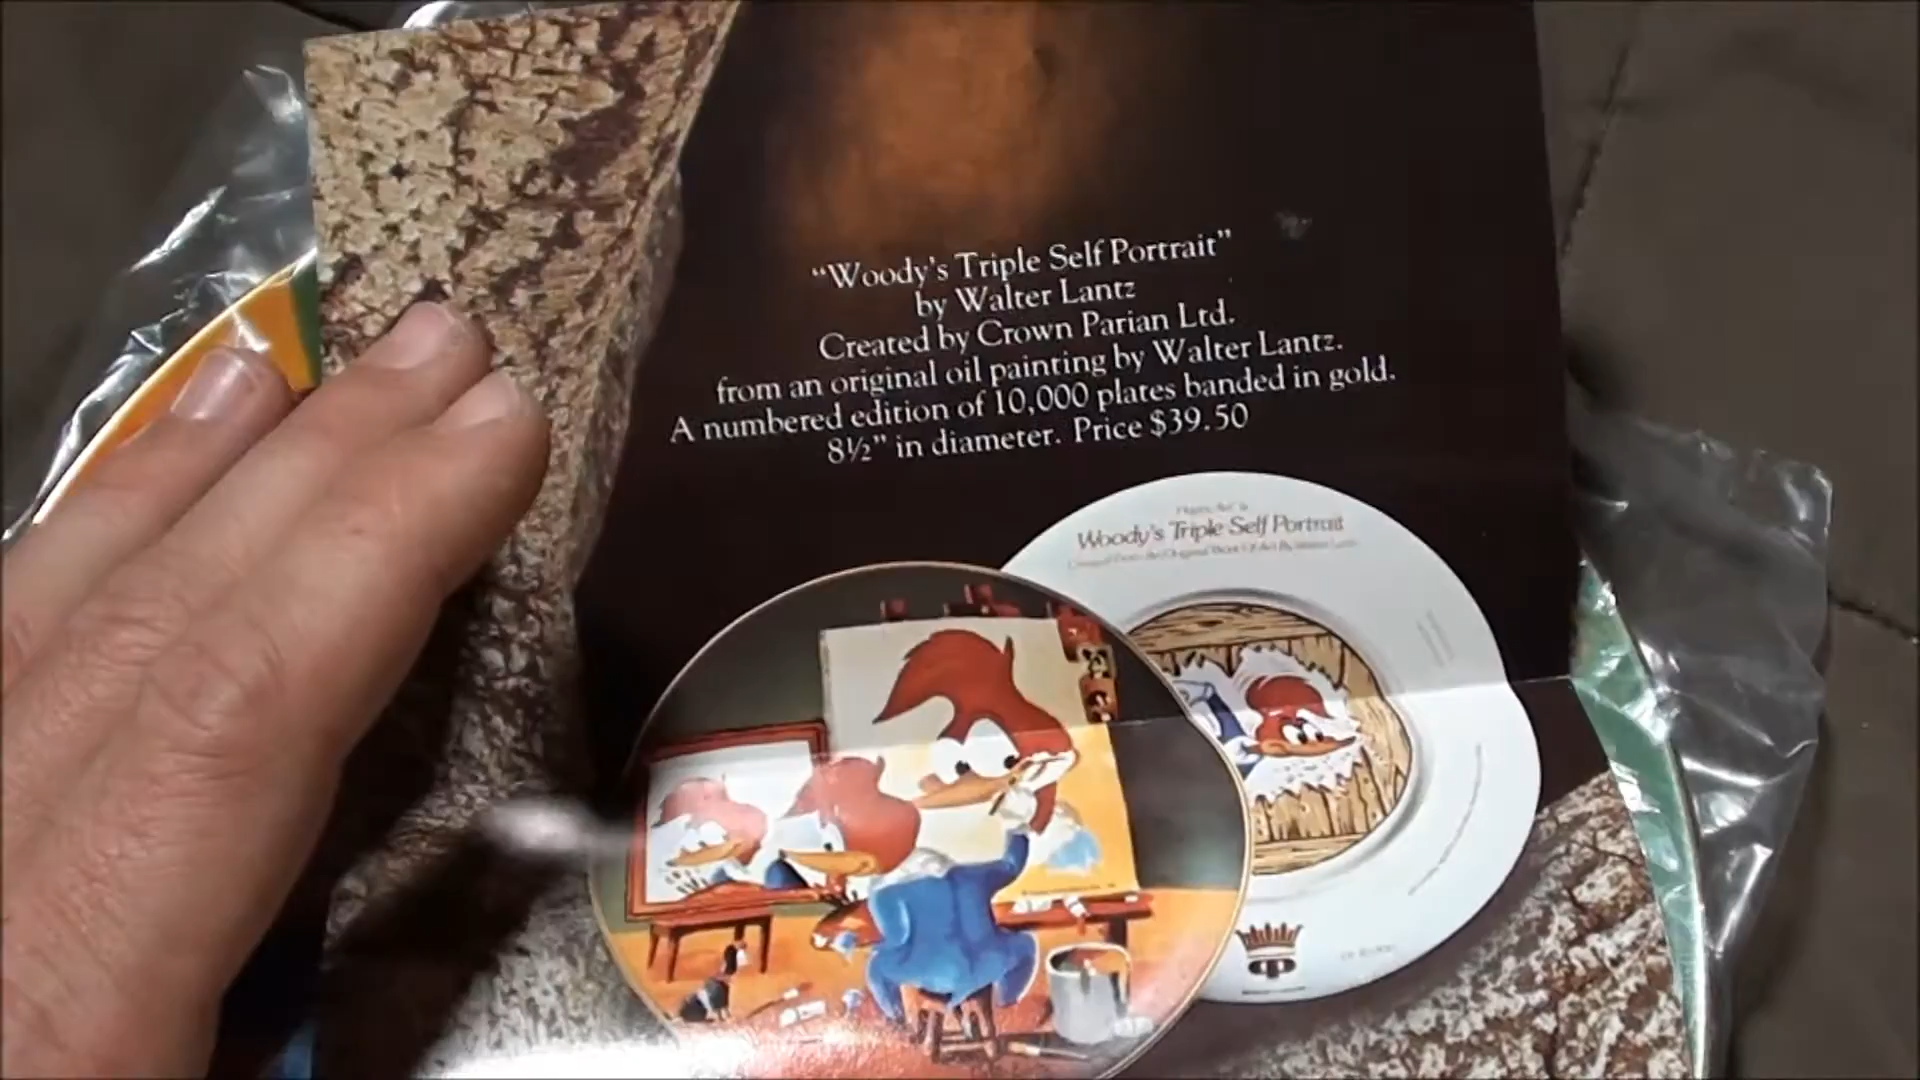 “Woody’s Triple Self Portrait”
by Walter Lantz
Created by Crown Parian Ltd.
from an original oil painting by Walter Lantz.
A numbered edition of 10,000 plates banded in gold.
8½” in diameter. Price $39.50
Woody's Triple Self Portrait